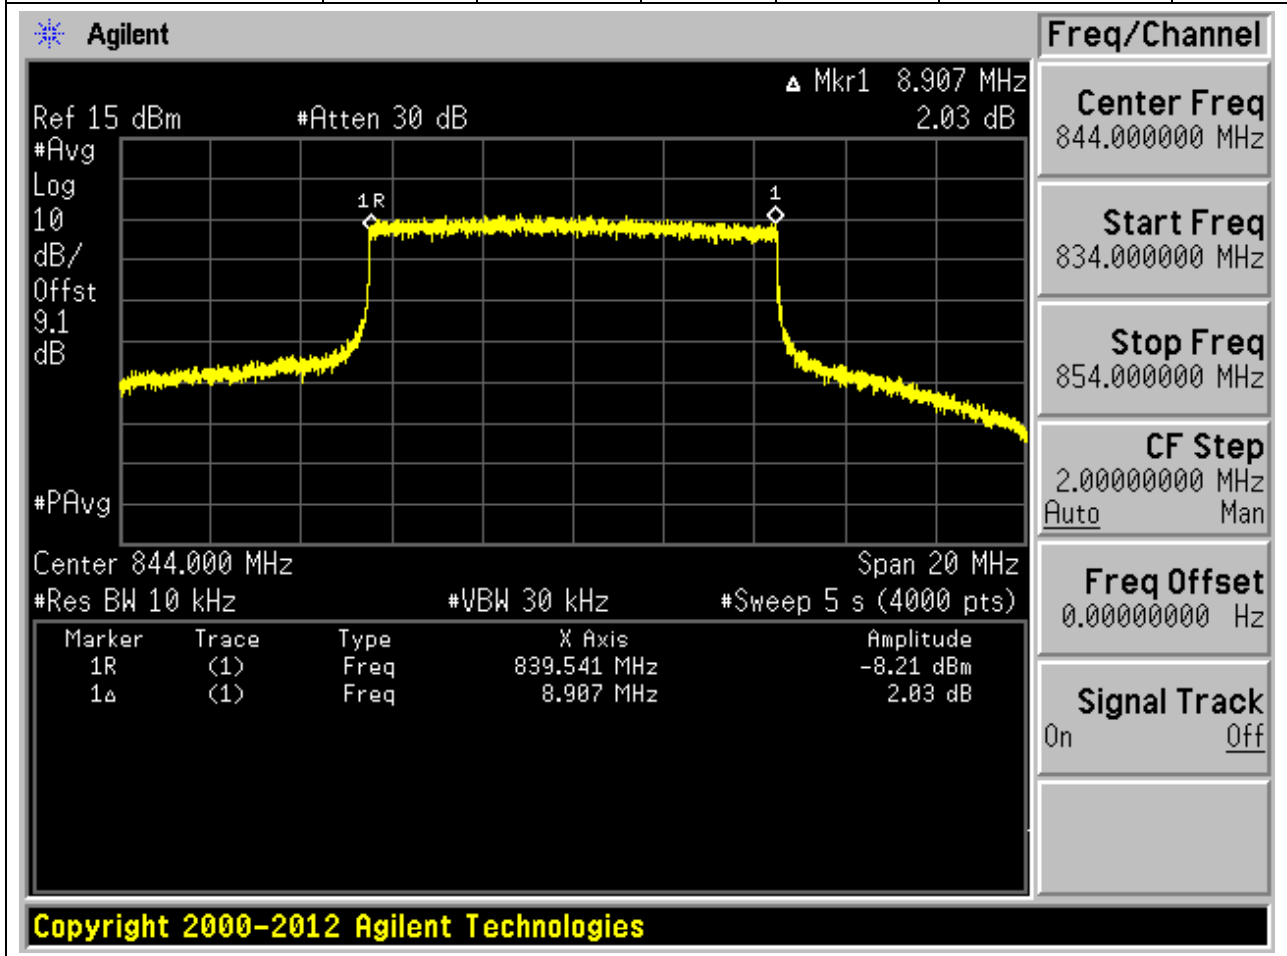 Agilent
Freq/Channel
Δ Mkr1 8.907 MHz
Ref 15 dBm #Atten 30 dB 2.03 dB
#Avg
Log
10
dB/
Offst
9.1
dB
#PAvg
1R
1
Center 844.000 MHz Span 20 MHz
#Res BW 10 kHz #VBW 30 kHz #Sweep 5 s (4000 pts)
Marker Trace Type X Axis Amplitude
1R (1) Freq 839.541 MHz -8.21 dBm
1Δ (1) Freq 8.907 MHz 2.03 dB
Center Freq
844.000000 MHz
Start Freq
834.000000 MHz
Stop Freq
854.000000 MHz
CF Step
2.00000000 MHz
Auto Man
Freq Offset
0.00000000 Hz
Signal Track
On Off
Copyright 2000-2012 Agilent Technologies